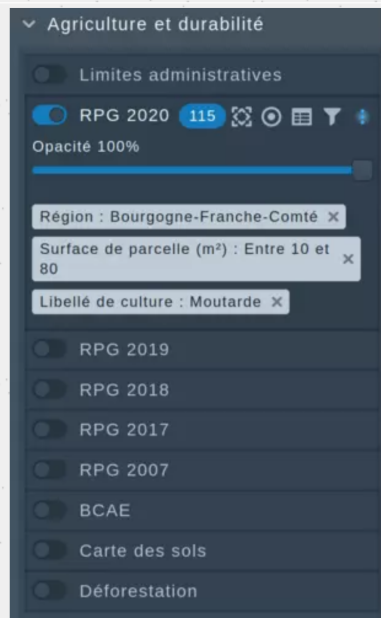 Agriculture et durabilité
Limites administratives
RPG 2020 115
Opacité 100%
Région : Bourgogne-Franche-Comté ×
Surface de parcelle (m²) : Entre 10 et
80 ×
Libellé de culture : Moutarde ×
RPG 2019
RPG 2018
RPG 2017
RPG 2007
BCAE
Carte des sols
Déforestation